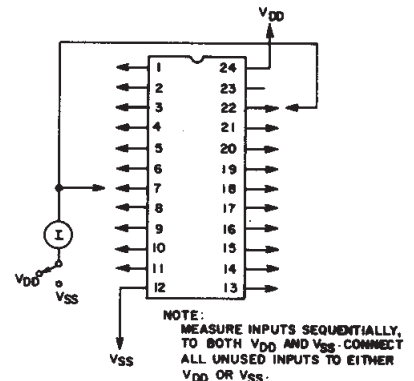 VDD
1 24
2 23
3 22
4 21
5 20
6 19
7 18
8 17
I
9 16
10 15
VDD
11 14
VSS
12 13
NOTE:
MEASURE INPUTS SEQUENTIALLY,
TO BOTH VDD AND VSS. CONNECT
ALL UNUSED INPUTS TO EITHER
VDD OR VSS.
VSS